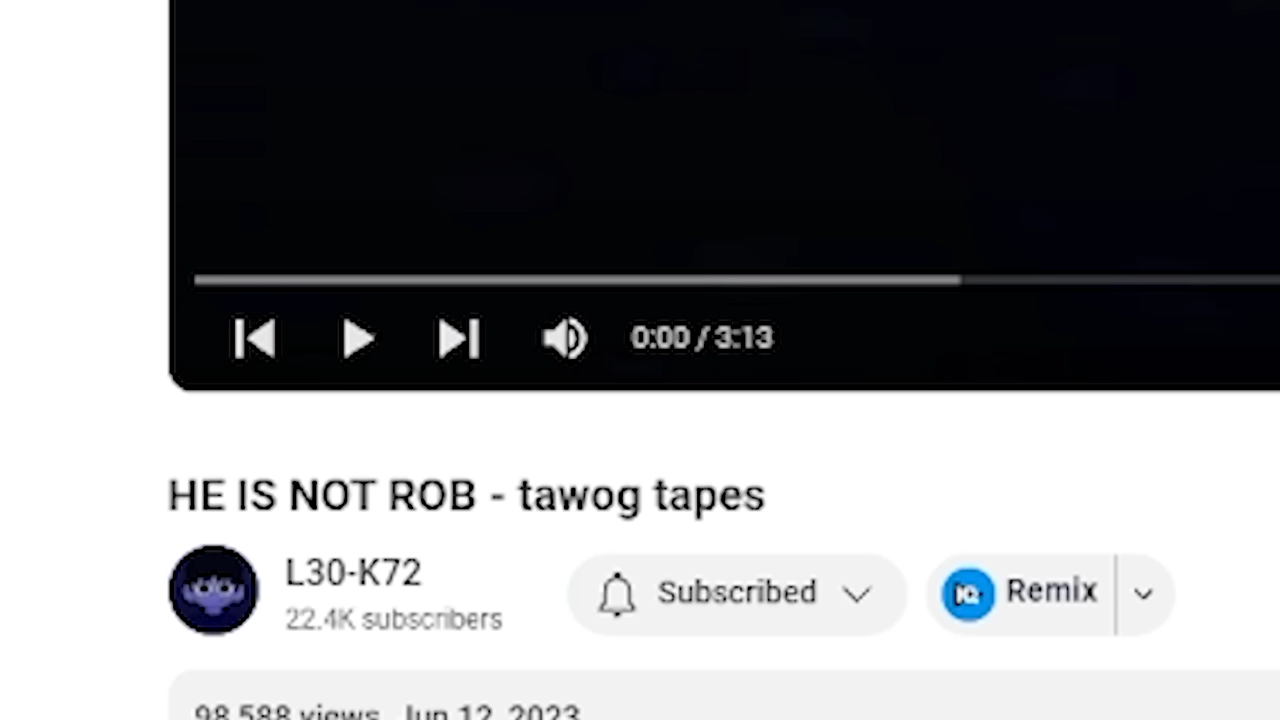 0:00 / 3:13
HE IS NOT ROB - tawog tapes
L30-K72
22.4K subscribers
Subscribed
IQ Remix
98,588 views Jun 12, 2023